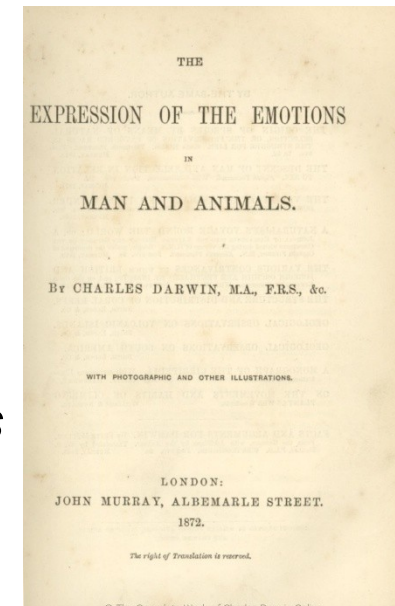 THE
EXPRESSION OF THE EMOTIONS
IN
MAN AND ANIMALS.
BY CHARLES DARWIN, M.A., F.R.S., &c.
WITH PHOTOGRAPHIC AND OTHER ILLUSTRATIONS.
LONDON:
JOHN MURRAY, ALBEMARLE STREET.
1872.
The right of Translation is reserved.